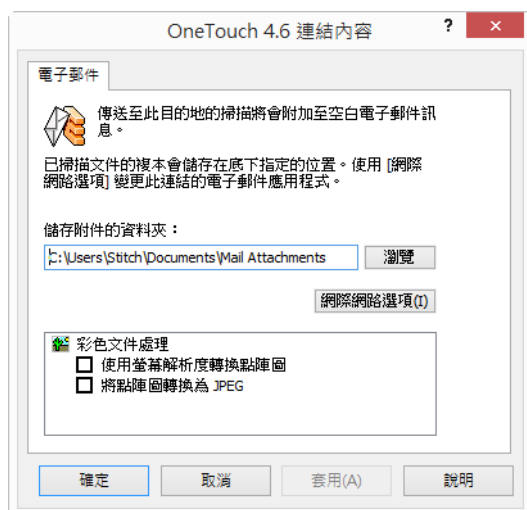 OneTouch 4.6 連結內容
?
×
電子郵件
傳送至此目的地的掃描將會附加至空白電子郵件訊
息。
已掃描文件的複本會儲存在底下指定的位置。使用 [網際
網路選項] 變更此連結的電子郵件應用程式。
儲存附件的資料夾：
C:\Users\Stitch\Documents\Mail Attachments
瀏覽
網際網路選項(I)
彩色文件處理
使用螢幕解析度轉換點陣圖
將點陣圖轉換為 JPEG
確定
取消
套用(A)
說明